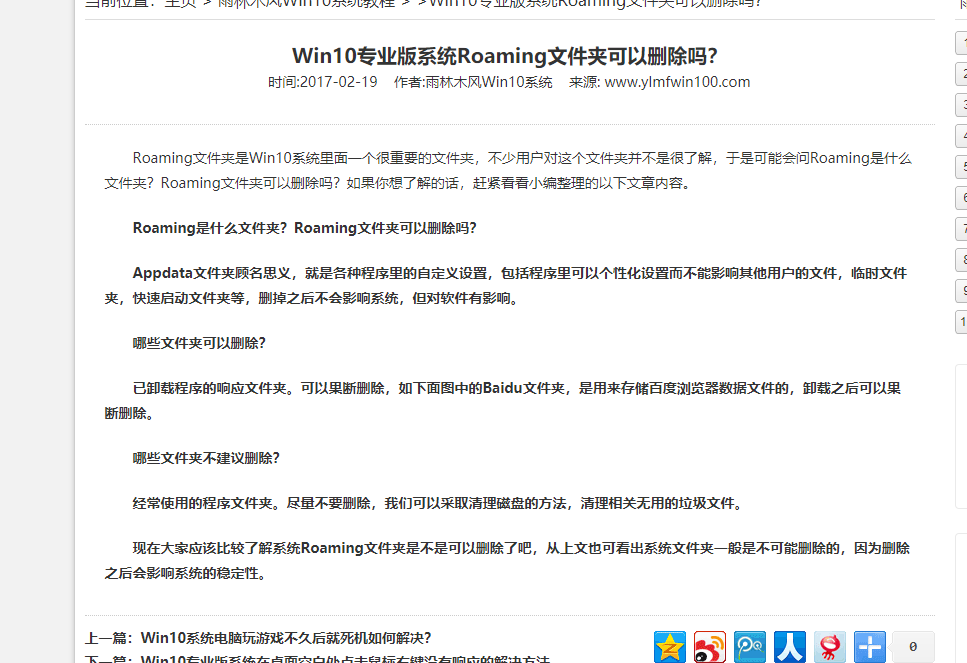 当前位置：主页 > 雨林木风Win10系统教程 > >Win10专业版系统Roaming文件夹可以删除吗?
Win10专业版系统Roaming文件夹可以删除吗?
时间:2017-02-19 作者:雨林木风Win10系统 来源: www.ylmfwin100.com
Roaming文件夹是Win10系统里面一个很重要的文件夹，不少用户对这个文件夹并不是很了解，于是可能会问Roaming是什么
文件夹？Roaming文件夹可以删除吗？如果你想了解的话，赶紧看看小编整理的以下文章内容。
Roaming是什么文件夹？Roaming文件夹可以删除吗?
Appdata文件夹顾名思义，就是各种程序里的自定义设置，包括程序里可以个性化设置而不能影响其他用户的文件，临时文件
夹，快速启动文件夹等，删掉之后不会影响系统，但对软件有影响。
哪些文件夹可以删除?
已卸载程序的响应文件夹。可以果断删除，如下面图中的Baidu文件夹，是用来存储百度浏览器数据文件的，卸载之后可以果
断删除。
哪些文件夹不建议删除?
经常使用的程序文件夹。尽量不要删除，我们可以采取清理磁盘的方法，清理相关无用的垃圾文件。
现在大家应该比较了解系统Roaming文件夹是不是可以删除了吧，从上文也可看出系统文件夹一般是不可能删除的，因为删除
之后会影响系统的稳定性。
上一篇：Win10系统电脑玩游戏不久后就死机如何解决?
0
下一篇：Win10专业版系统在桌面空白处点击鼠标右键没有响应的解决方法
2
3
4
5
6
7
8
9
1